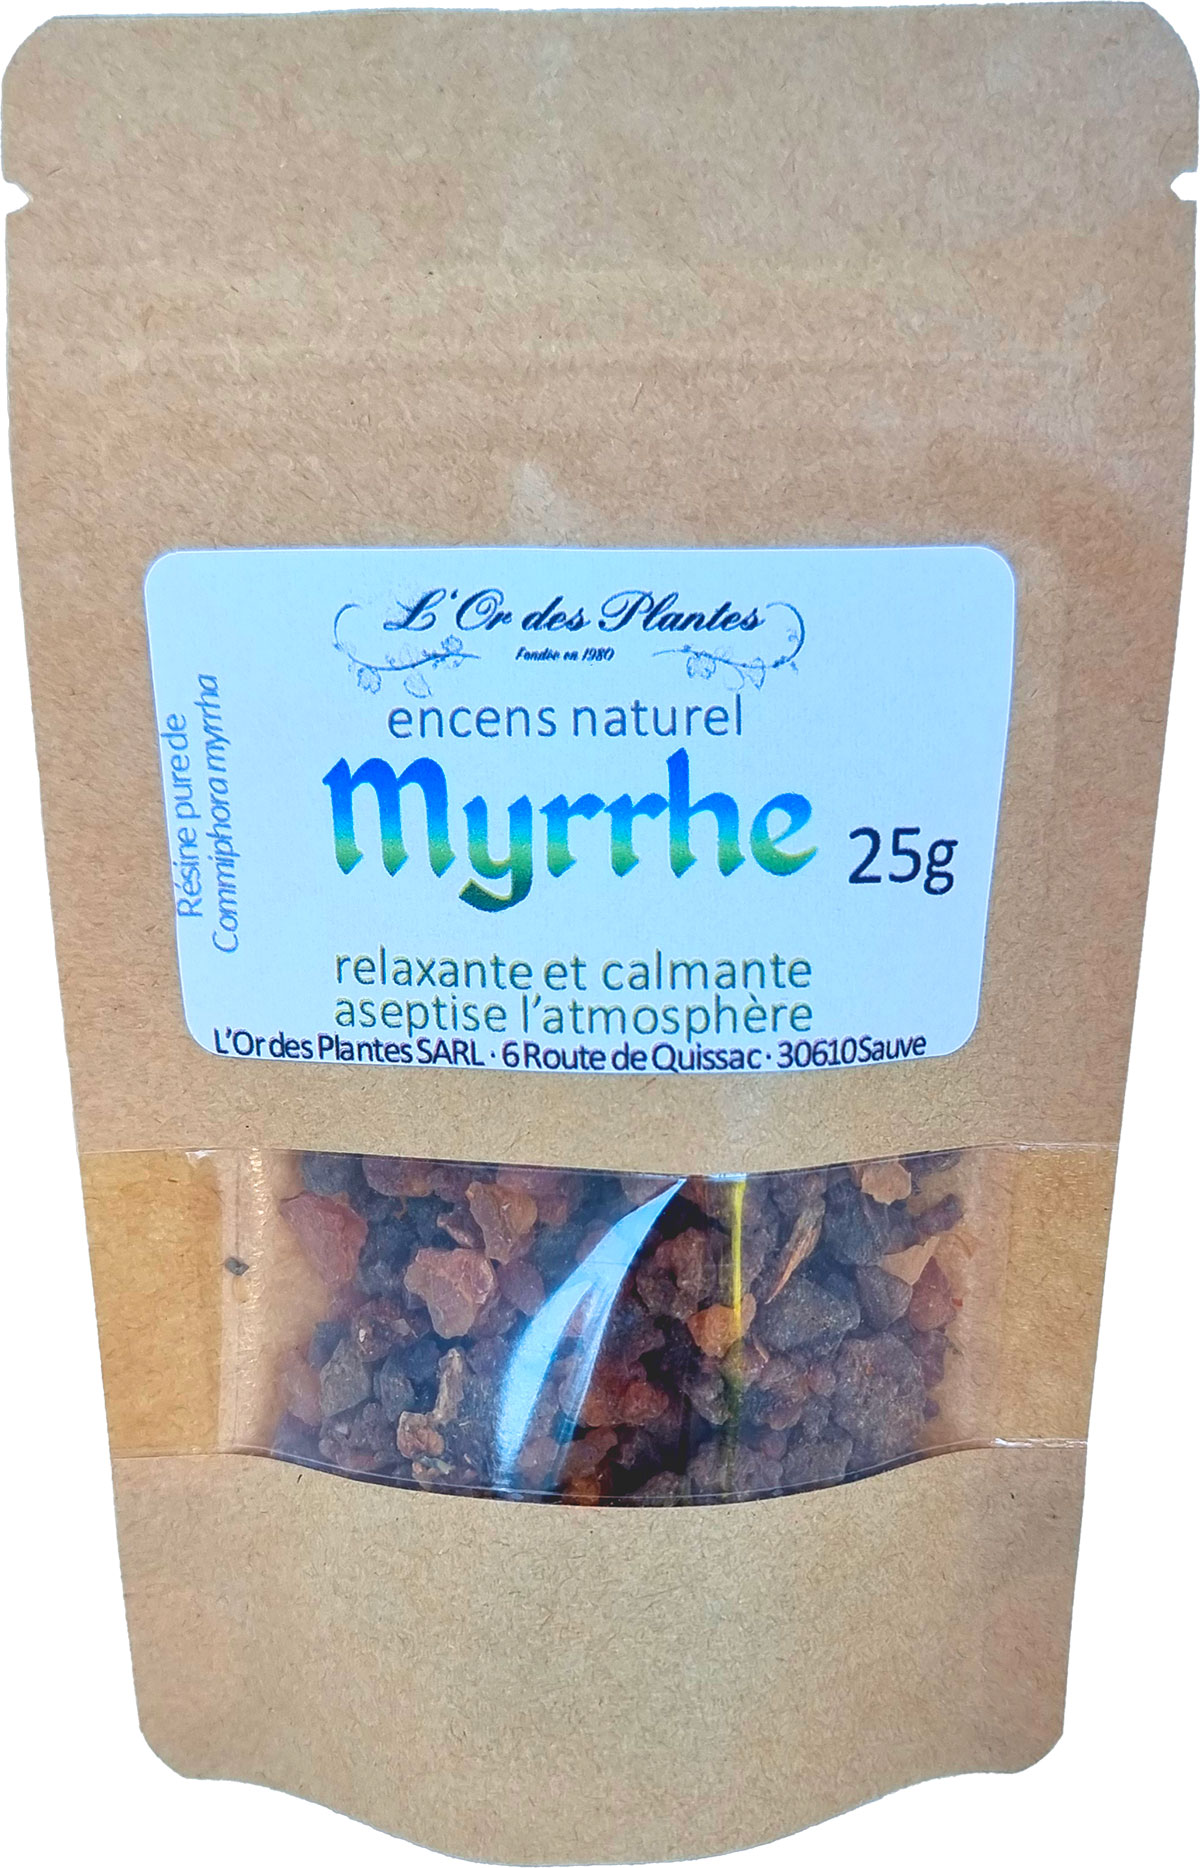 L'Or des Plantes
Fondée en 1980
encens naturel
Myrrhe
25g
Résine pure de
Commiphora myrrha
relaxante et calmante
aseptise l'atmosphère
L'Or des Plantes SARL · 6 Route de Quissac · 30610 Sauve